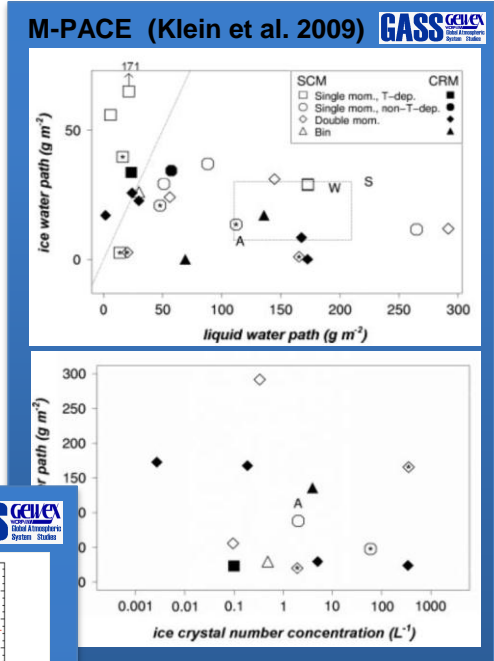 M-PACE (Klein et al. 2009)
GASS GEWEX
Global Atmospheric
System Studies
171
SCM CRM
Single mom., T-dep.
Single mom., non-T-dep.
Double mom.
Bin
50
0
W
S
A
0 50 100 150 200 250 300
ice water path (g m-2)
liquid water path (g m-2)
300
250
200
150
A
0.001 0.01 0.1 1 10 100 1000
path (g m-2)
ice crystal number concentration (L-1)
GEWEX
Global Atmospheric
System Studies